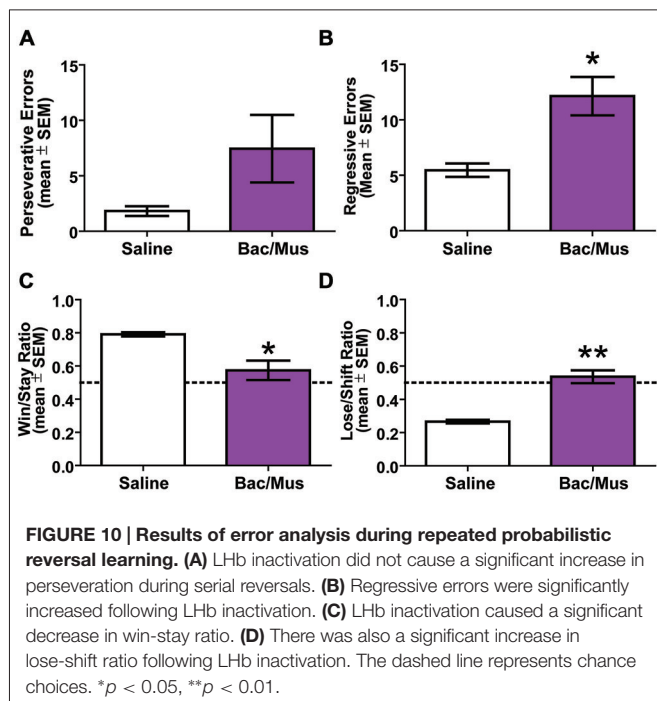 A
Perseverative Errors
(mean ± SEM)
15
10
5
0
Saline
Bac/Mus
B
Regressive Errors
(Mean ± SEM)
15
10
5
0
*
Saline
Bac/Mus
C
Win/Stay Ratio
(mean ± SEM)
1.0
0.8
0.6
0.4
0.2
0.0
*
Saline
Bac/Mus
D
Lose/Shift Ratio
(mean ± SEM)
1.0
0.8
0.6
0.4
0.2
0.0
**
Saline
Bac/Mus
FIGURE 10 | Results of error analysis during repeated probabilistic
reversal learning. (A) LHb inactivation did not cause a significant increase in
perseveration during serial reversals. (B) Regressive errors were significantly
increased following LHb inactivation. (C) LHb inactivation caused a significant
decrease in win-stay ratio. (D) There was also a significant increase in
lose-shift ratio following LHb inactivation. The dashed line represents chance
choices. *p < 0.05, **p < 0.01.